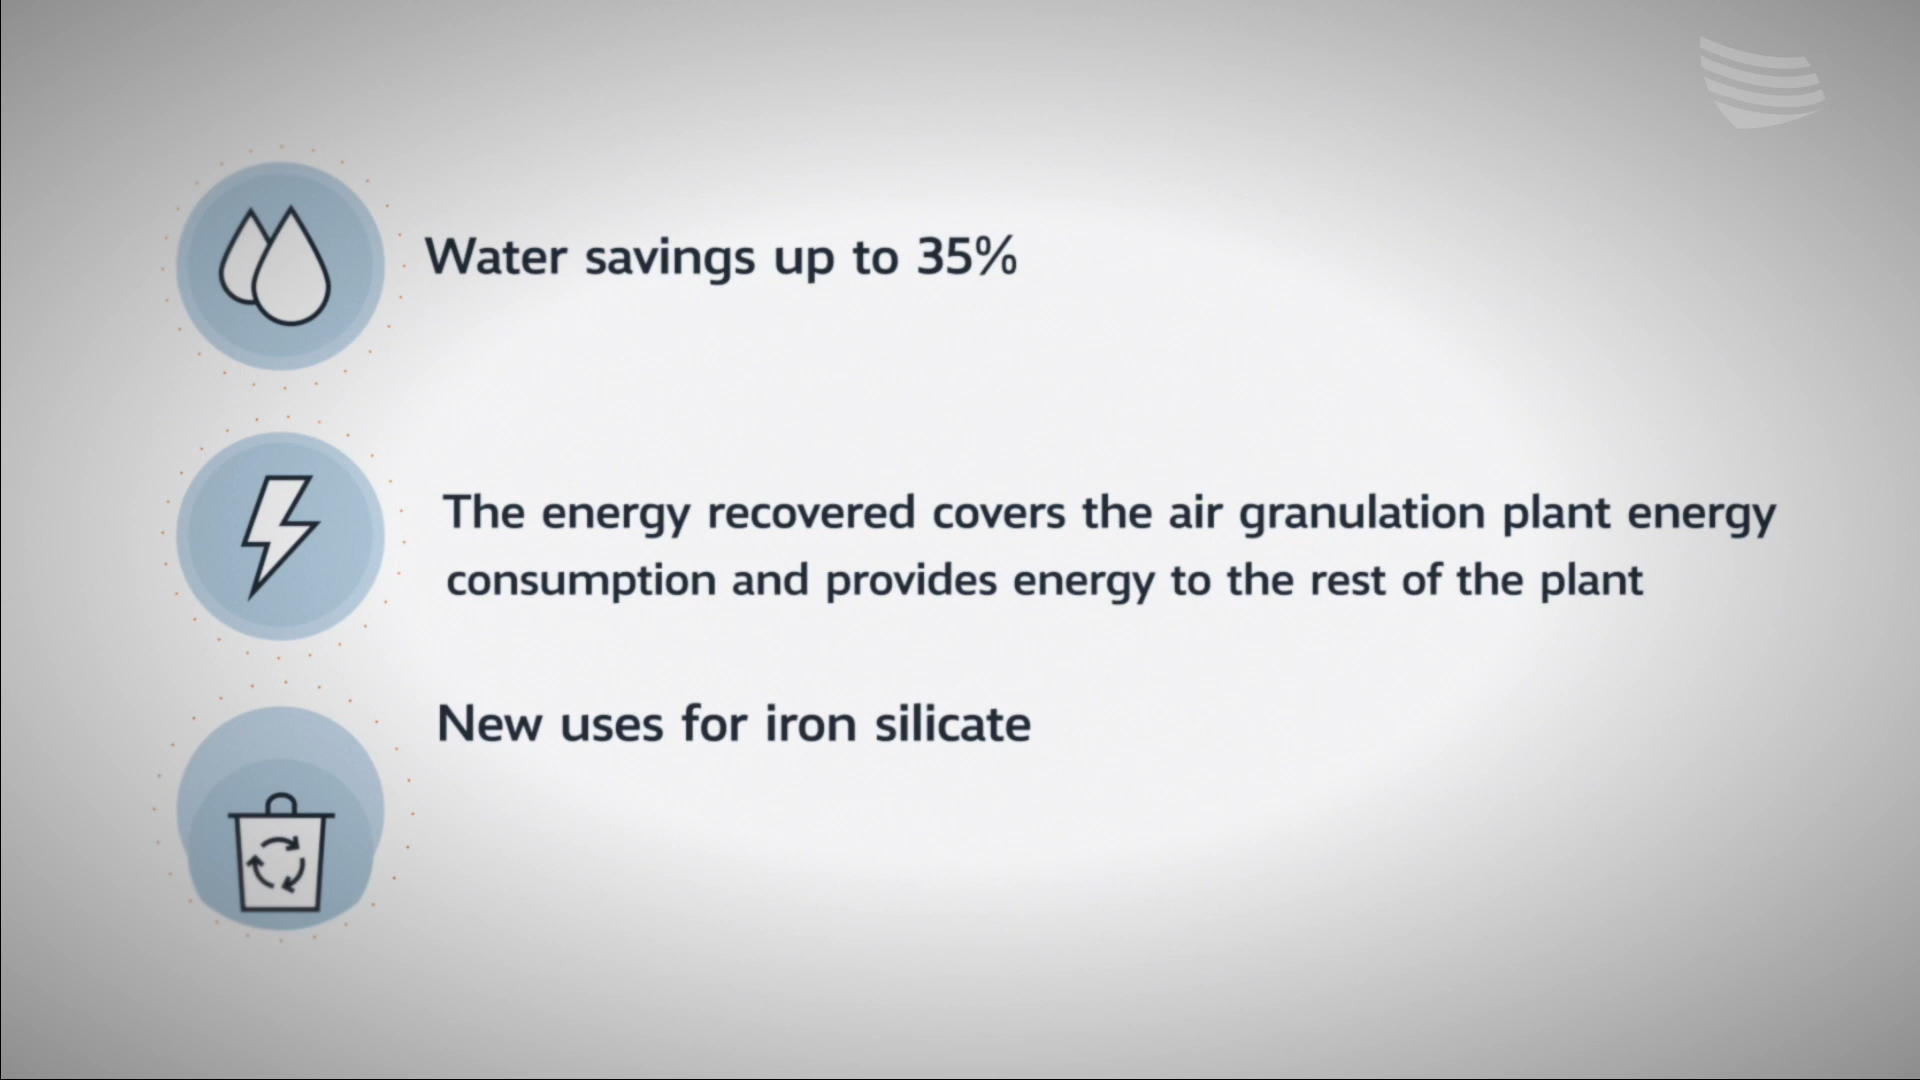 Water savings up to 35%
The energy recovered covers the air granulation plant energy
consumption and provides energy to the rest of the plant
New uses for iron silicate